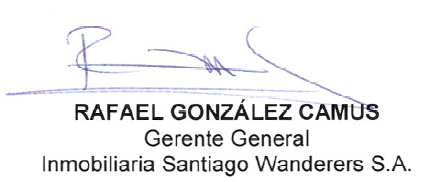 RAFAEL GONZÁLEZ CAMUS
Gerente General
Inmobiliaria Santiago Wanderers S.A.